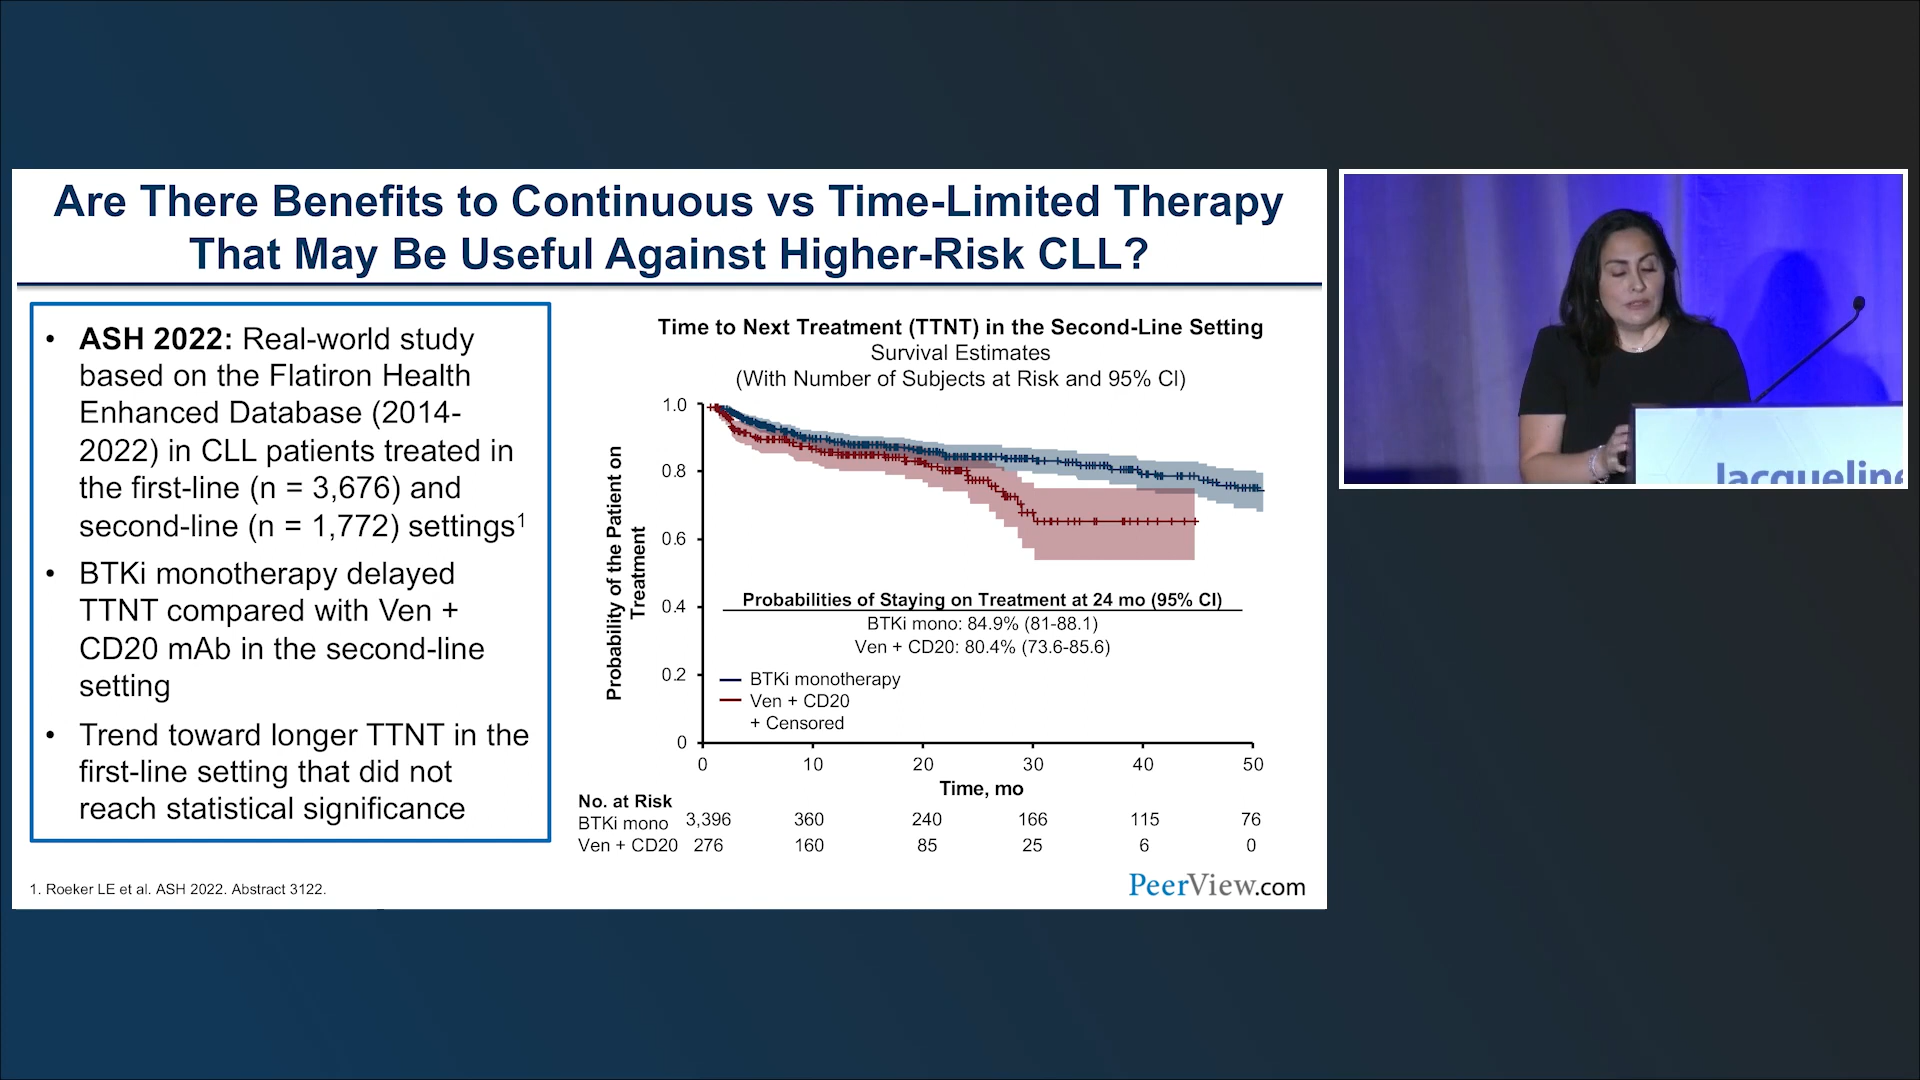 Are There Benefits to Continuous vs Time-Limited Therapy
That May Be Useful Against Higher-Risk CLL?
• ASH 2022: Real-world study
based on the Flatiron Health
Enhanced Database (2014-
2022) in CLL patients treated in
the first-line (n = 3,676) and
second-line (n = 1,772) settings¹
• BTKi monotherapy delayed
TTNT compared with Ven +
CD20 mAb in the second-line
setting
• Trend toward longer TTNT in the
first-line setting that did not
reach statistical significance
Time to Next Treatment (TTNT) in the Second-Line Setting
Survival Estimates
(With Number of Subjects at Risk and 95% CI)
Probability of the Patient on
Treatment
1.0
0.8
0.6
0.4
0.2
0
Probabilities of Staying on Treatment at 24 mo (95% CI)
BTKi mono: 84.9% (81-88.1)
Ven + CD20: 80.4% (73.6-85.6)
BTKi monotherapy
Ven + CD20
+ Censored
0 10 20 30 40 50
Time, mo
No. at Risk
BTKi mono 3,396 360 240 166 115 76
Ven + CD20 276 160 85 25 6 0
1. Roeker LE et al. ASH 2022. Abstract 3122.
PeerView.com
Jacqueline